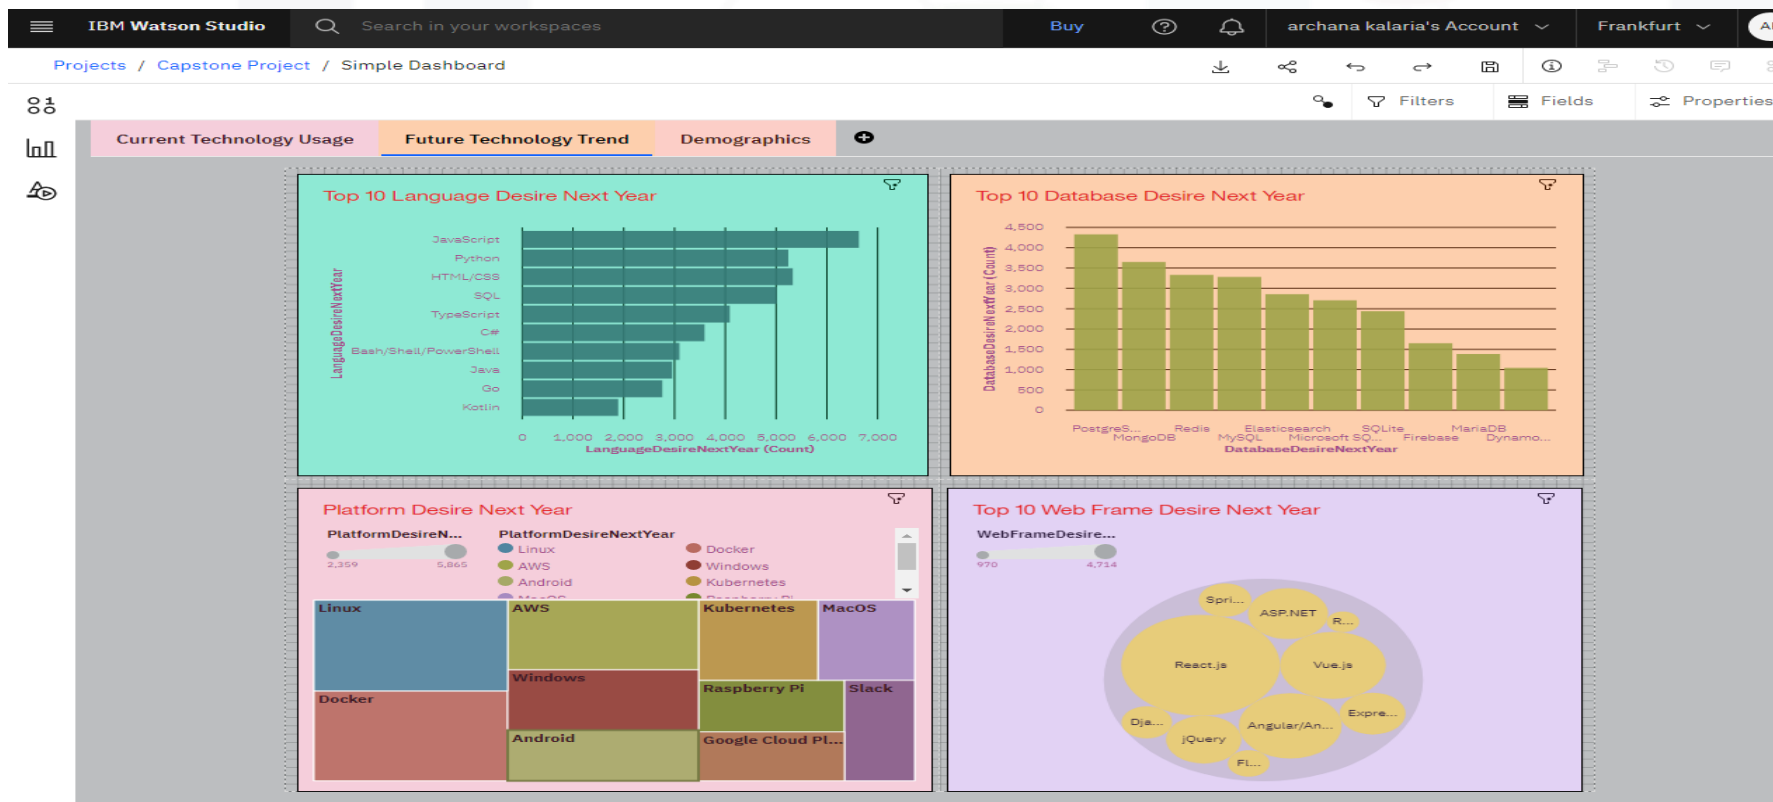 IBM Watson Studio
Search in your workspaces
Buy
archana kalaria's Account
Frankfurt
Projects / Capstone Project / Simple Dashboard
Filters
Fields
Properties
Current Technology Usage
Future Technology Trend
Demographics
Top 10 Language Desire Next Year
LanguageDesireNextYear
JavaScript
Python
HTML/CSS
SQL
TypeScript
C#
Bash/Shell/PowerShell
Java
Go
Kotlin
0 1,000 2,000 3,000 4,000 5,000 6,000 7,000
LanguageDesireNextYear (Count)
Top 10 Database Desire Next Year
DatabaseDesireNextYear (Count)
4,500
4,000
3,500
3,000
2,500
2,000
1,500
1,000
500
0
PostgreS... Redis Elasticsearch SQLite MariaDB
MongoDB MySQL Microsoft SQ... Firebase Dynamo...
DatabaseDesireNextYear
Platform Desire Next Year
PlatformDesireN...
2,359 5,865
PlatformDesireNextYear
Linux Docker
AWS Windows
Android Kubernetes
MacOS Raspberry Pi
Linux
AWS
Kubernetes
MacOS
Windows
Raspberry Pi
Slack
Docker
Android
Google Cloud Pl...
Top 10 Web Frame Desire Next Year
WebFrameDesire...
970 4,714
Spri...
ASP.NET
R...
React.js
Vue.js
Dja...
Angular/An...
Expre...
jQuery
Fl...